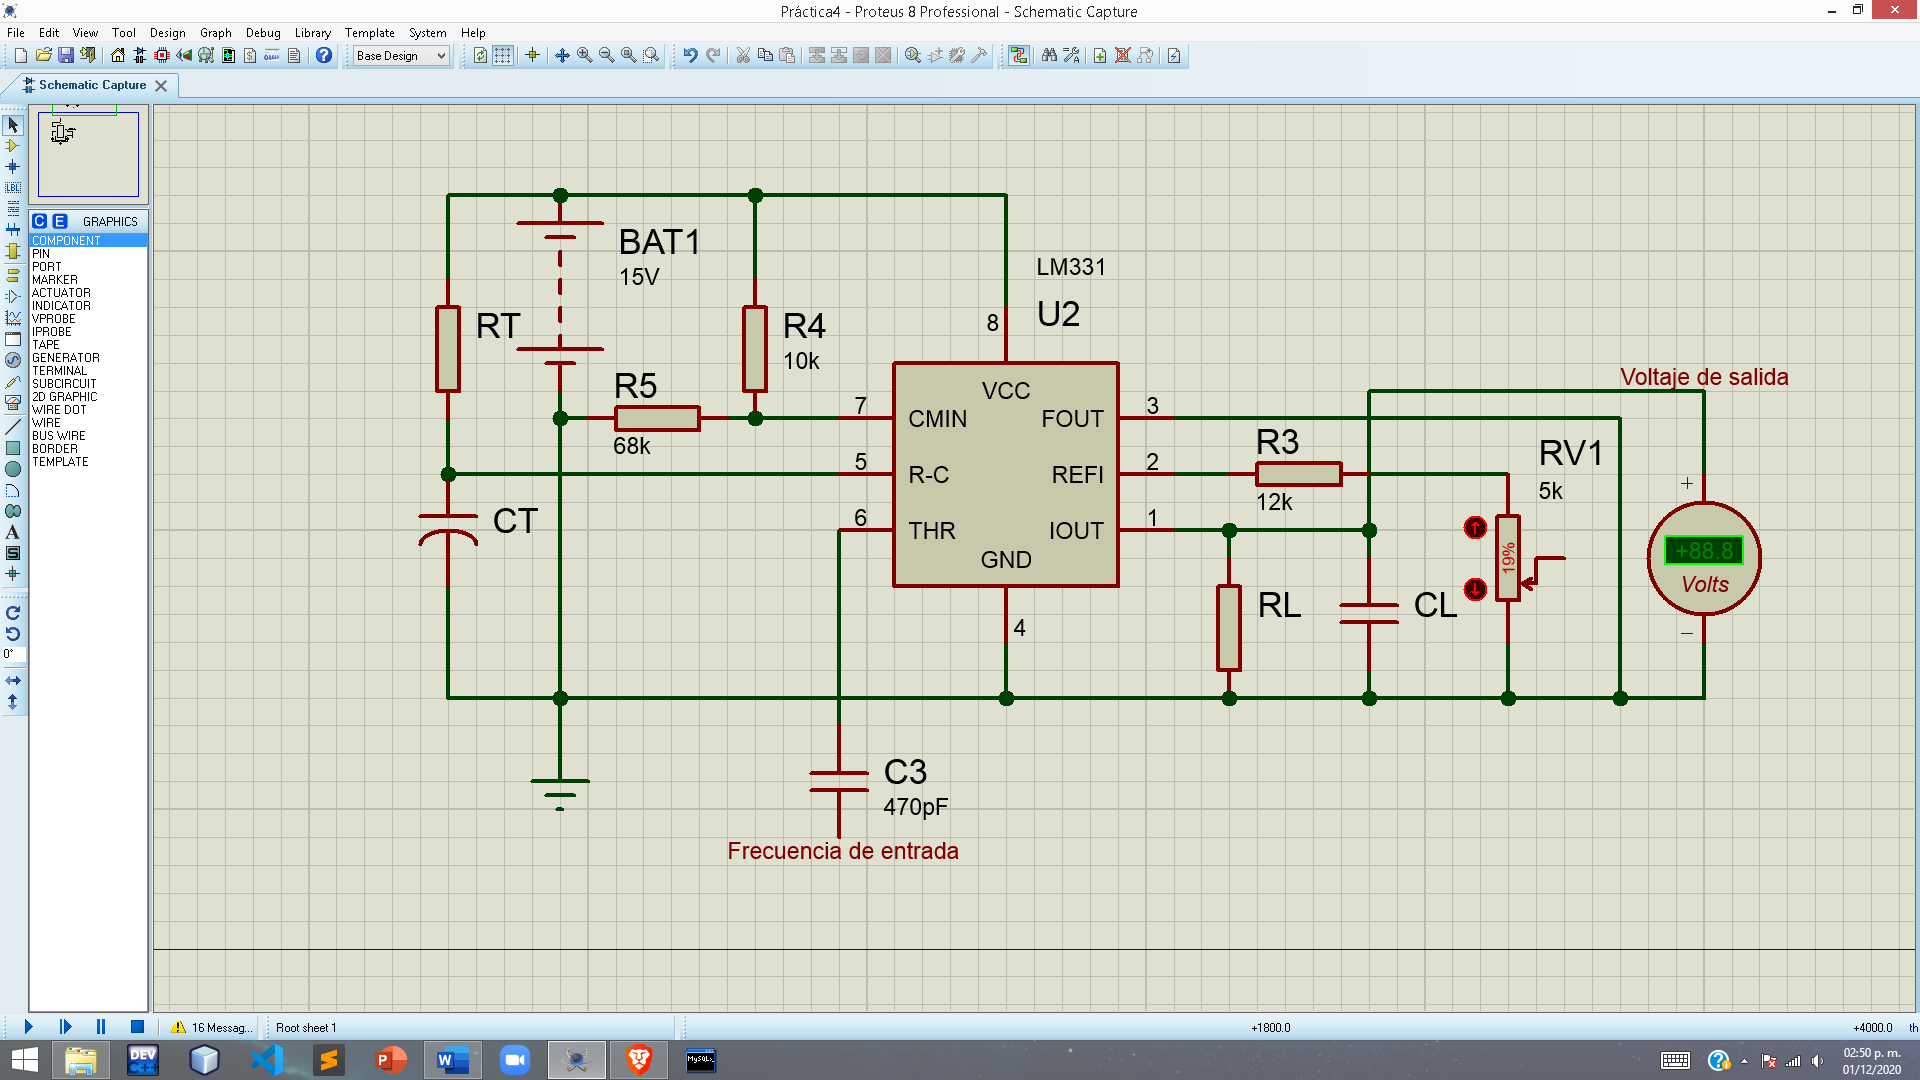 Práctica4 - Proteus 8 Professional - Schematic Capture
File Edit View Tool Design Graph Debug Library Template System Help
Base Design
Schematic Capture
C E GRAPHICS
COMPONENT
PIN
PORT
MARKER
ACTUATOR
INDICATOR
VPROBE
IPROBE
TAPE
GENERATOR
TERMINAL
SUBCIRCUIT
2D GRAPHIC
WIRE DOT
WIRE
BUS WIRE
BORDER
TEMPLATE
LBL
A
S
0°
BAT1
15V
RT
R4
10k
R5
68k
CT
LM331
U2
8
VCC
7 CMIN FOUT 3
5 R-C REFI 2
6 THR IOUT 1
GND
4
R3
12k
RL
CL
RV1
5k
19%
Voltaje de salida
+
+88.8
Volts
−
C3
470pF
Frecuencia de entrada
16 Messag...
Root sheet 1
+1800.0
+4000.0 th
DEV C++
MySQL
02:50 p. m.
01/12/2020